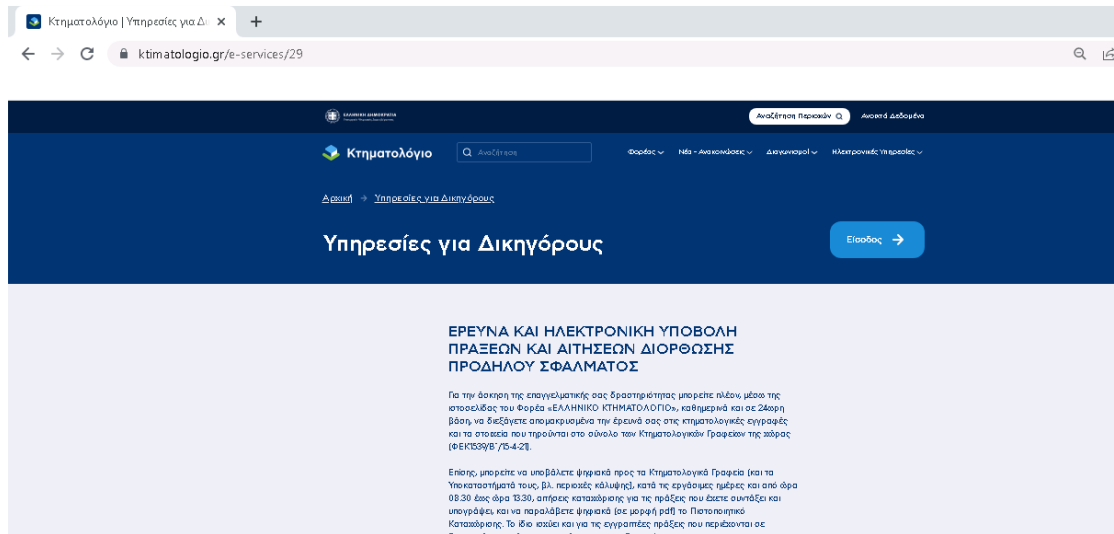 Κτηματολόγιο | Υπηρεσίες για Δι
ktimatologio.gr/e-services/29
ΕΛΛΗΝΙΚΗ ΔΗΜΟΚΡΑΤΙΑ
Αναζήτηση Περιοχών
Ανοιχτά Δεδομένα
Κτηματολόγιο
Αναζήτηση
Φορέας
Νέα - Ανακοινώσεις
Διαγωνισμοί
Ηλεκτρονικές Υπηρεσίες
Αρχική → Υπηρεσίες για Δικηγόρους
Υπηρεσίες για Δικηγόρους
Είσοδος →
ΕΡΕΥΝΑ ΚΑΙ ΗΛΕΚΤΡΟΝΙΚΗ ΥΠΟΒΟΛΗ
ΠΡΑΞΕΩΝ ΚΑΙ ΑΙΤΗΣΕΩΝ ΔΙΟΡΘΩΣΗΣ
ΠΡΟΔΗΛΟΥ ΣΦΑΛΜΑΤΟΣ
Για την άσκηση της επαγγελματικής σας δραστηριότητας μπορείτε πλέον, μέσω της
ιστοσελίδας του Φορέα «ΕΛΛΗΝΙΚΟ ΚΤΗΜΑΤΟΛΟΓΙΟ», καθημερινά και σε 24ωρη
βάση, να διεξάγετε απομακρυσμένα την έρευνά σας στις κτηματολογικές εγγραφές
και τα στοιχεία που τηρούνται στο σύνολο των Κτηματολογικών Γραφείων της χώρας
(ΦΕΚ1539/Β΄/15-4-21).
Επίσης, μπορείτε να υποβάλετε ψηφιακά προς τα Κτηματολογικά Γραφεία (και τα
Υποκαταστήματά τους, βλ. περιοχές κάλυψης), κατά τις εργάσιμες ημέρες και από ώρα
08.30 έως ώρα 13.30, αιτήσεις καταχώρισης για τις πράξεις που έχετε συντάξει και
υπογράψει, και να παραλάβετε ψηφιακά (σε μορφή pdf) το Πιστοποιητικό
Καταχώρισης. Το ίδιο ισχύει και για τις εγγραπτέες πράξεις που περιέχονται σε